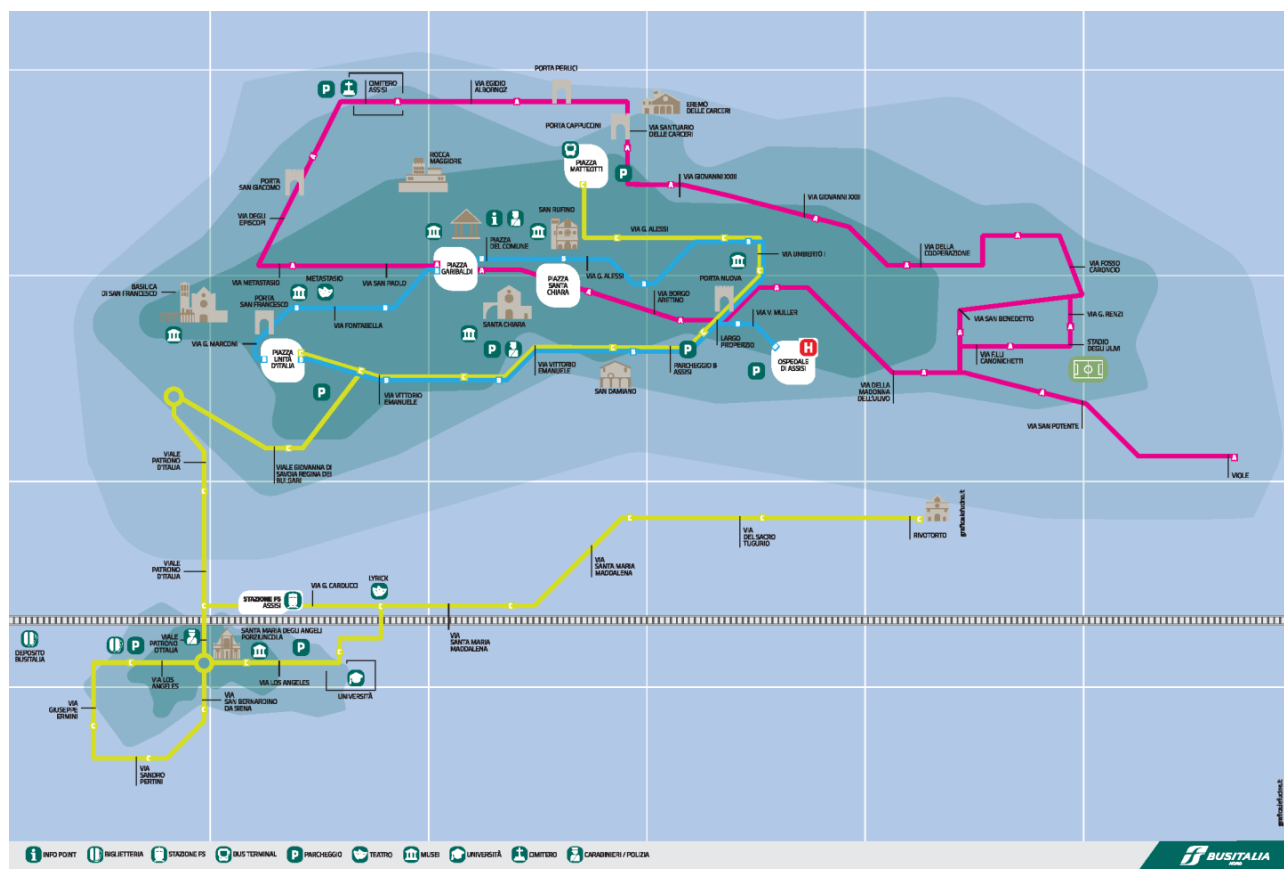 PORTA PERLICI
CIMITERO
ASSISI
VIA EGIDIO
ALBORNOZ
EREMO
DELLE CARCERI
PORTA CAPPUCCINI
VIA SANTUARIO
DELLE CARCERI
ROCCA
MAGGIORE
PIAZZA
MATTEOTTI
PORTA
SAN GIACOMO
VIA GIOVANNI XXIII
VIA GIOVANNI XXIII
VIA DEGLI
EPISCOPI
SAN RUFINO
PIAZZA
DEL COMUNE
VIA G. ALESSI
VIA DELLA
COOPERAZIONE
VIA UMBERTO I
PIAZZA
GARIBALDI
VIA G. ALESSI
PIAZZA
SANTA
CHIARA
PORTA NUOVA
VIA FOSSO
CARONCIO
VIA METASTASIO
METASTASIO
VIA SAN PAOLO
BASILICA
DI SAN FRANCESCO
PORTA
SAN FRANCESCO
VIA BORGO
ARETINO
VIA FONTABELLA
SANTA CHIARA
VIA SAN BENEDETTO
VIA G. RENZI
VIA G. MARCONI
PIAZZA
UNITÀ
D'ITALIA
LARGO
PROPERZIO
VIA V. MULLER
STADIO
DEGLI ULIVI
VIA F.LLI
CANONICHETTI
OSPEDALE
DI ASSISI
H
VIA VITTORIO
EMANUELE
PARCHEGGIO B
ASSISI
SAN DAMIANO
VIA VITTORIO
EMANUELE
VIA DELLA
MADONNA
DELL'ULIVO
VIA SAN POTENTE
VIALE
PATRONO
D'ITALIA
VIALE GIOVANNA DI
SAVOIA REGINA DEI
BULGARI
VIOLE
graficalefucine.it
RIVOTORTO
VIA
DEL SACRO
TUGURIO
VIA
SANTA MARIA
MADDALENA
VIALE
PATRONO
D'ITALIA
STAZIONE FS
ASSISI
VIA G. CARDUCCI
LYRICK
VIA
SANTA MARIA
MADDALENA
DEPOSITO
BUSITALIA
VIALE
PATRONO
D'ITALIA
SANTA MARIA DEGLI ANGELI
PORZIUNCOLA
VIA LOS
ANGELES
VIA LOS ANGELES
UNIVERSITÀ
VIA
GIUSEPPE
ERMINI
VIA
SAN BERNARDINO
DA SIENA
VIA
SANDRO
PERTINI
graficalefucine.it
INFO POINT
BIGLIETTERIA
STAZIONE FS
BUS TERMINAL
P PARCHEGGIO
TEATRO
MUSEI
UNIVERSITÀ
CIMITERO
CARABINIERI / POLIZIA
BUSITALIA